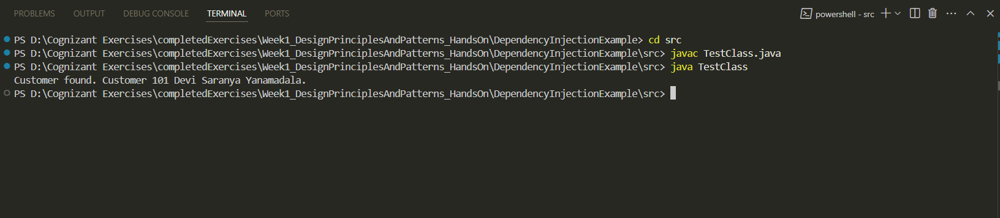 PROBLEMS OUTPUT DEBUG CONSOLE TERMINAL PORTS powershell - src
PS D:\Cognizant Exercises\completedExercises\Week1_DesignPrinciplesAndPatterns_HandsOn\DependencyInjectionExample> cd src
PS D:\Cognizant Exercises\completedExercises\Week1_DesignPrinciplesAndPatterns_HandsOn\DependencyInjectionExample\src> javac TestClass.java
PS D:\Cognizant Exercises\completedExercises\Week1_DesignPrinciplesAndPatterns_HandsOn\DependencyInjectionExample\src> java TestClass
Customer found. Customer 101 Devi Saranya Yanamadala.
PS D:\Cognizant Exercises\completedExercises\Week1_DesignPrinciplesAndPatterns_HandsOn\DependencyInjectionExample\src>